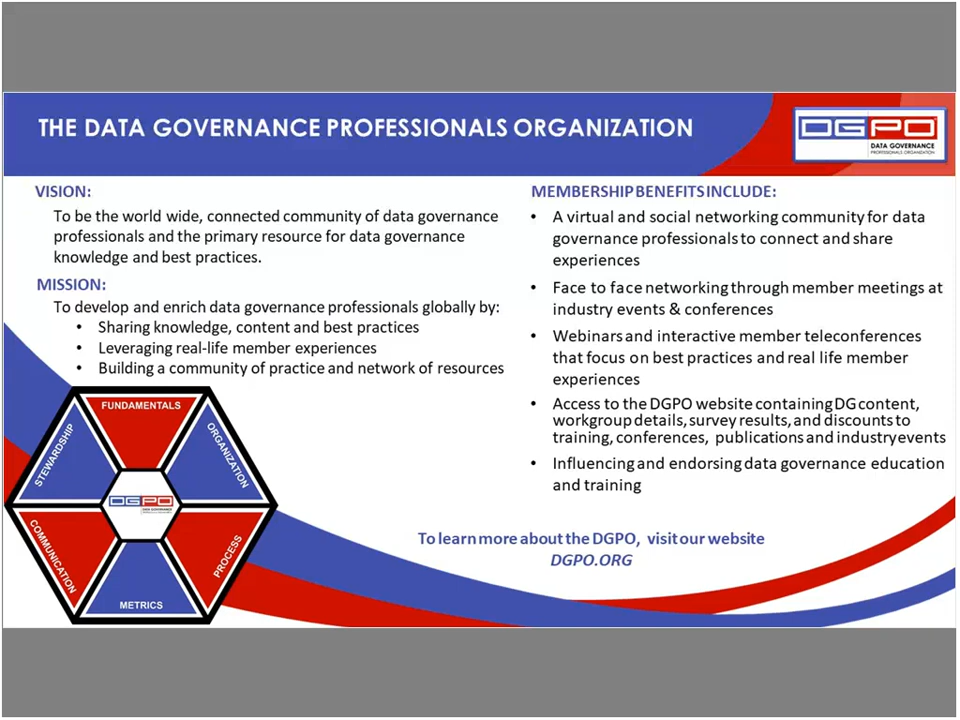 THE DATA GOVERNANCE PROFESSIONALS ORGANIZATION
DGPO
DATA GOVERNANCE
PROFESSIONALS ORGANIZATION
VISION:
To be the world wide, connected community of data governance
professionals and the primary resource for data governance
knowledge and best practices.
MISSION:
To develop and enrich data governance professionals globally by:
• Sharing knowledge, content and best practices
• Leveraging real-life member experiences
• Building a community of practice and network of resources
FUNDAMENTALS
STEWARDSHIP
ORGANIZATION
DGPO
DATA GOVERNANCE
COMMUNICATION
PROCESS
METRICS
MEMBERSHIP BENEFITS INCLUDE:
• A virtual and social networking community for data
governance professionals to connect and share
experiences
• Face to face networking through member meetings at
industry events & conferences
• Webinars and interactive member teleconferences
that focus on best practices and real life member
experiences
• Access to the DGPO website containing DG content,
workgroup details, survey results, and discounts to
training, conferences, publications and industry events
• Influencing and endorsing data governance education
and training
To learn more about the DGPO, visit our website
DGPO.ORG